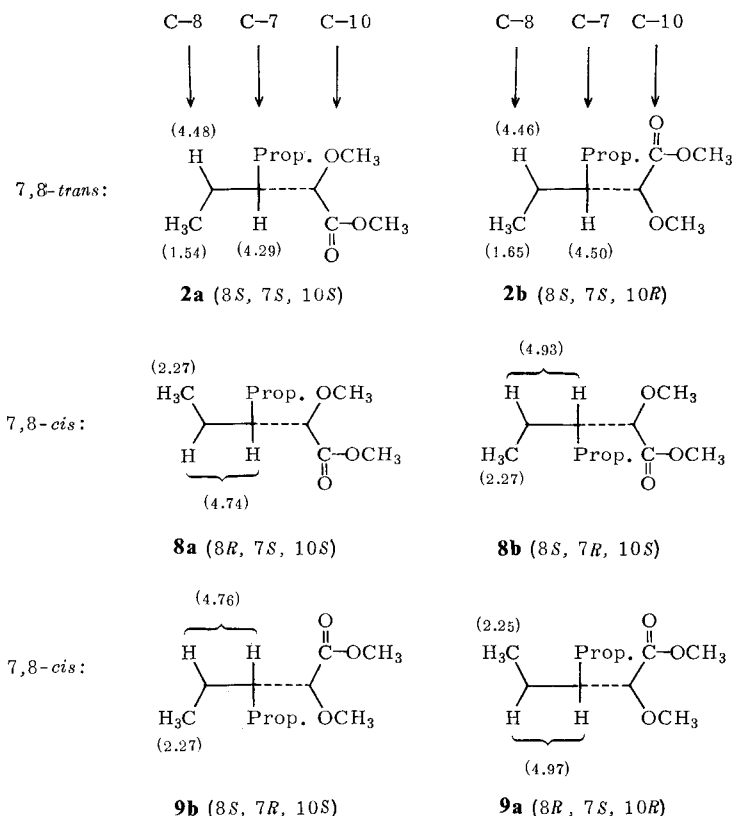 C—8 C—7 C—10 C—8 C—7 C—10
(4.48) (4.46) O
H Prop. OCH3 H Prop. C—OCH3
7,8-trans:
H3C H C—OCH3 H3C H OCH3
(1.54) (4.29) O (1.65) (4.50)
2a (8S, 7S, 10S) 2b (8S, 7S, 10R)
(2.27) (4.93)
H3C Prop. OCH3 H H OCH3
7,8-cis:
H H C—OCH3 H3C Prop. C—OCH3
(4.74) O (2.27) O
8a (8R, 7S, 10S) 8b (8S, 7R, 10S)
(4.76) O (2.25) O
H H C—OCH3 H3C Prop. C—OCH3
7,8-cis:
H3C Prop. OCH3 H H OCH3
(2.27) (4.97)
9b (8S, 7R, 10S) 9a (8R, 7S, 10R)